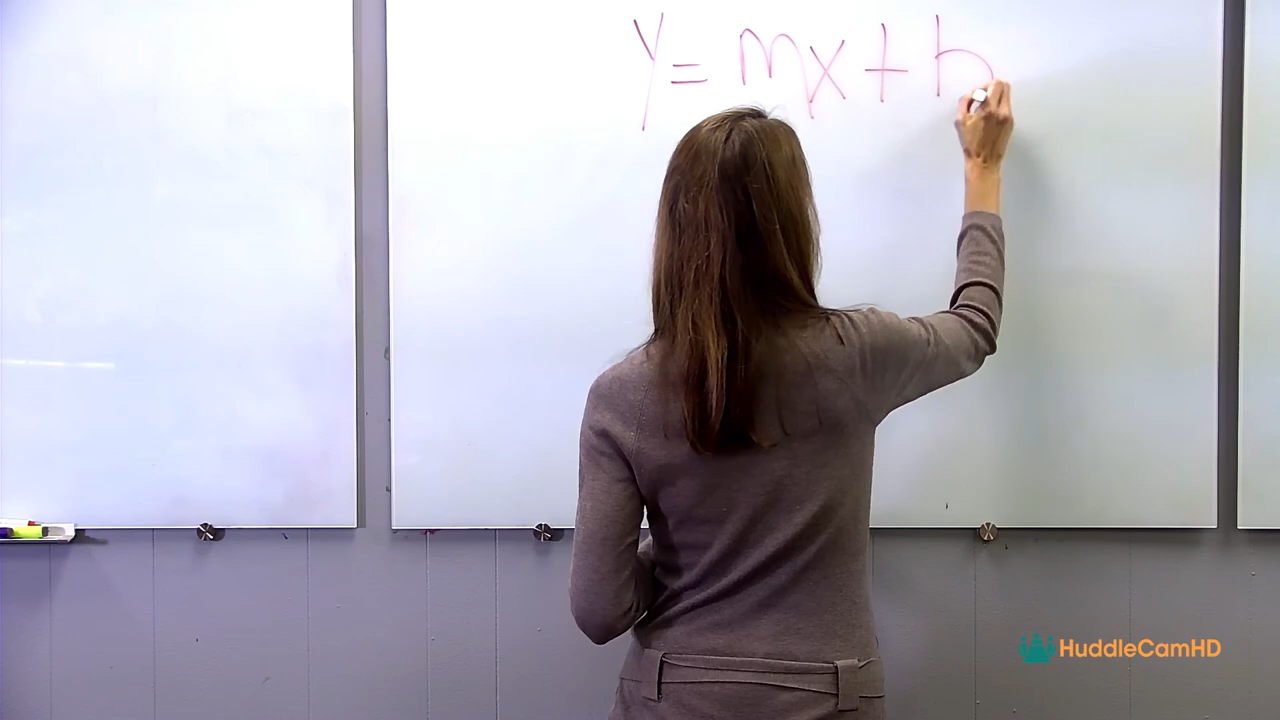 y = mx + b
HuddleCamHD